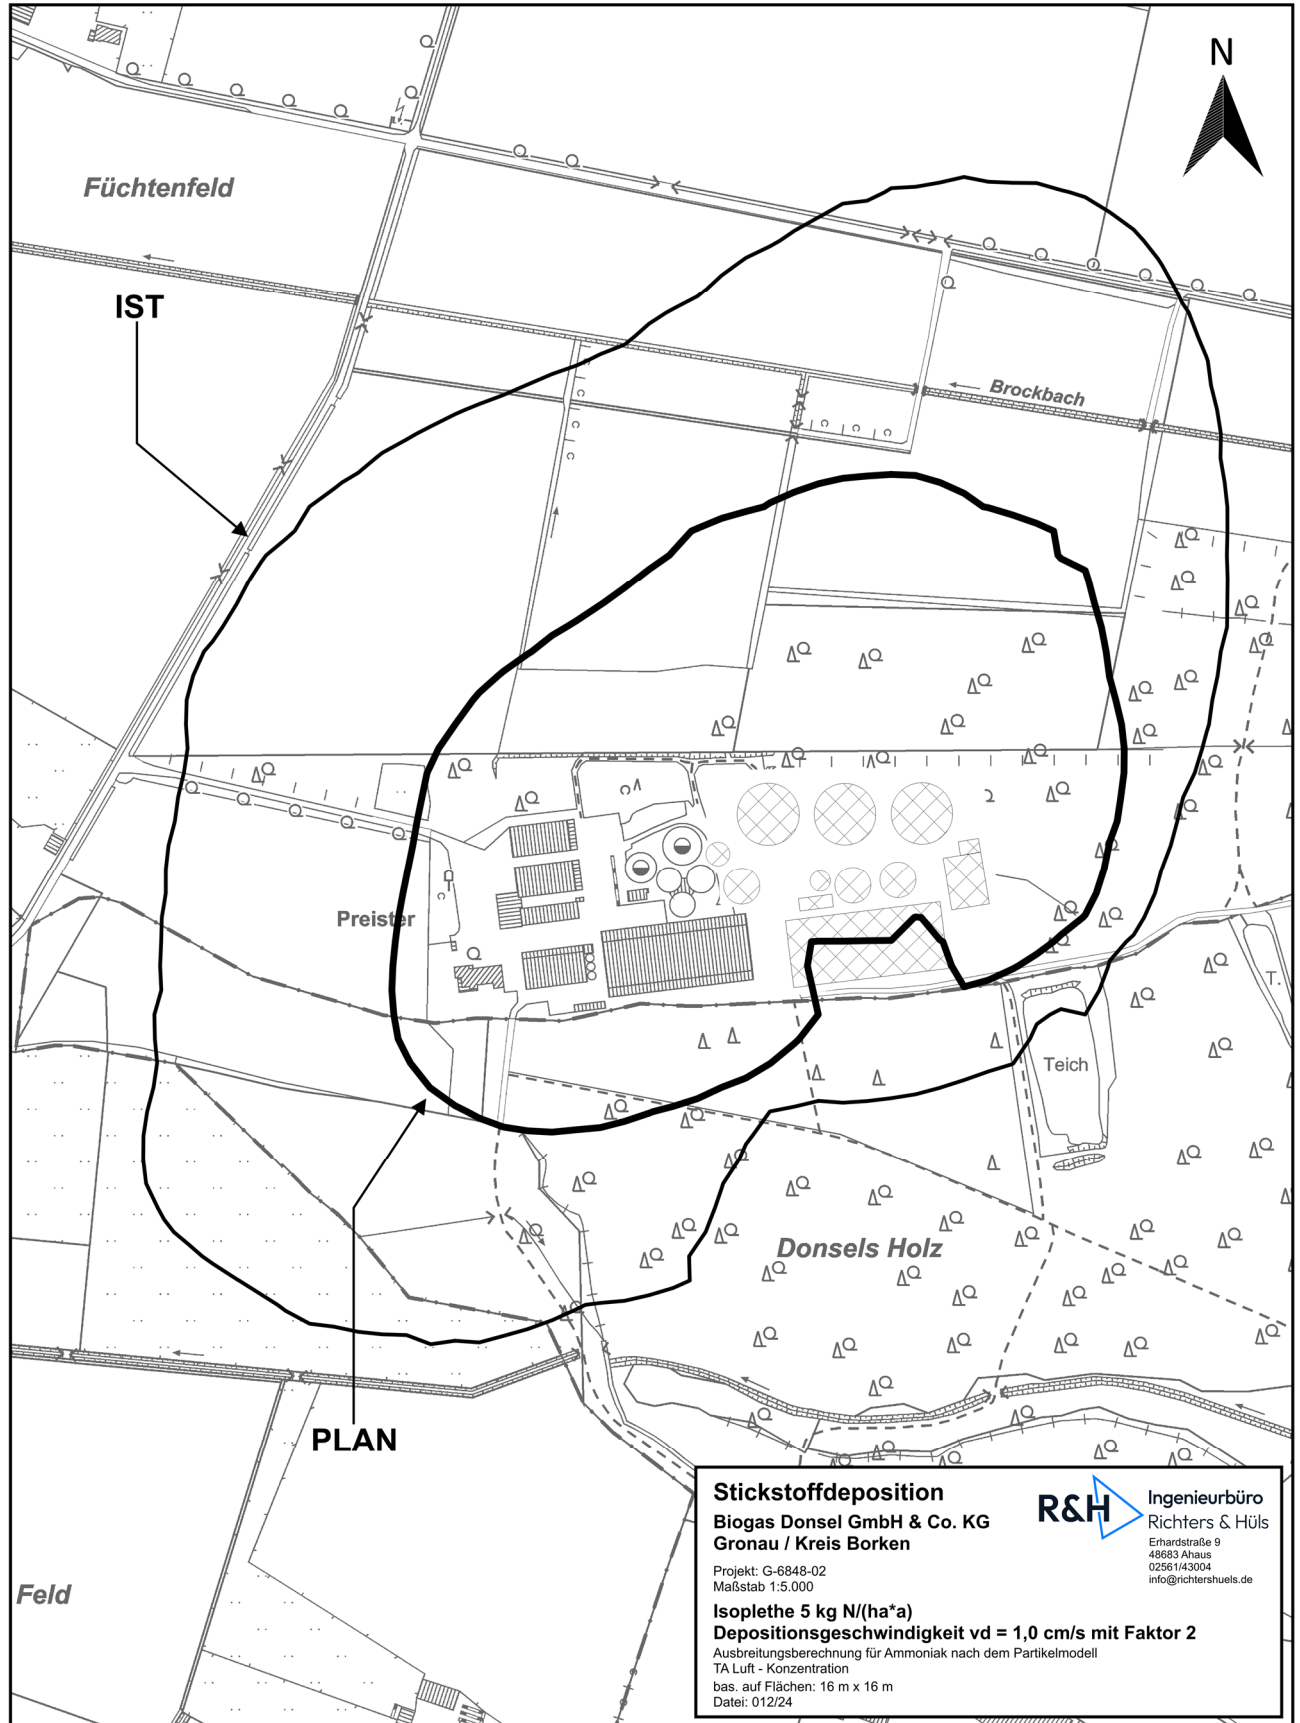 N
Füchtenfeld
IST
Brockbach
Preister
Teich
T.
Donsels Holz
PLAN
Feld
Stickstoffdeposition
Biogas Donsel GmbH & Co. KG
Gronau / Kreis Borken
Projekt: G-6848-02
Maßstab 1:5.000
Isoplethe 5 kg N/(ha*a)
Depositionsgeschwindigkeit vd = 1,0 cm/s mit Faktor 2
Ausbreitungsberechnung für Ammoniak nach dem Partikelmodell
TA Luft - Konzentration
bas. auf Flächen: 16 m x 16 m
Datei: 012/24
R&H
Ingenieurbüro
Richters & Hüls
Erhardstraße 9
48683 Ahaus
02561/43004
info@richtershuels.de